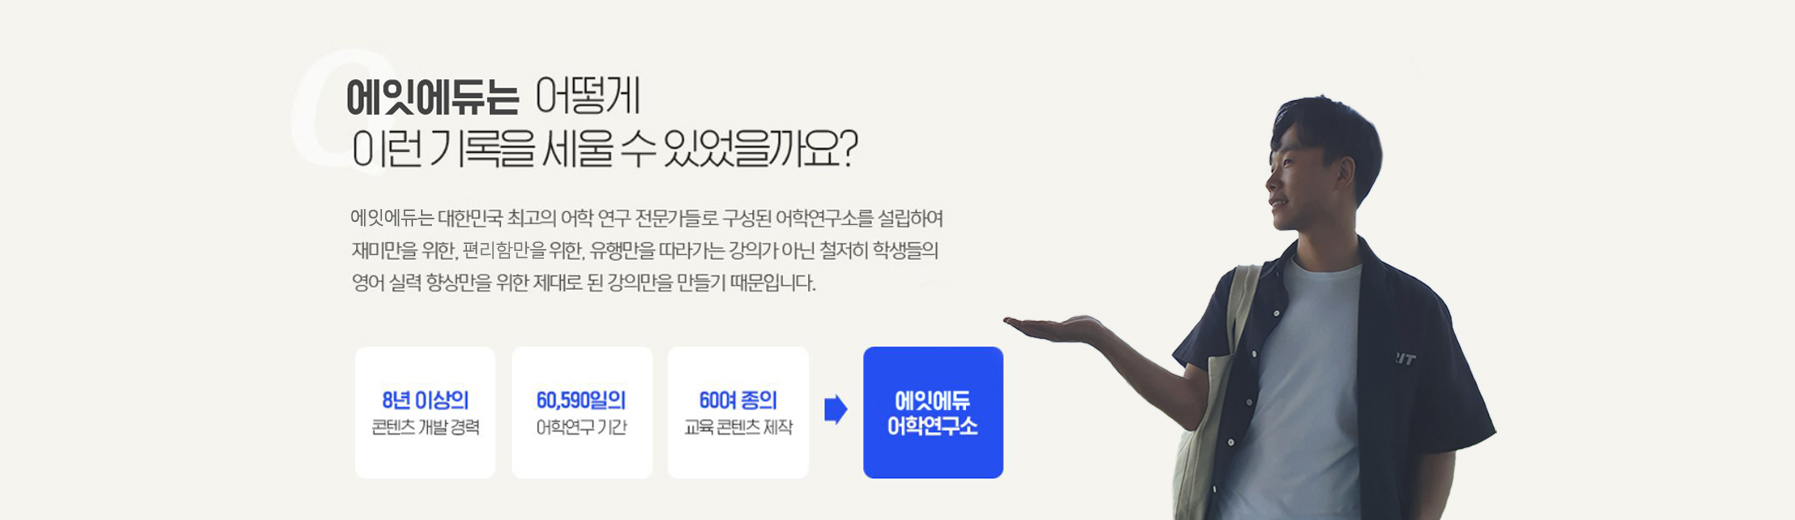 Q
에잇에듀는 어떻게
이런 기록을 세울 수 있었을까요?
에잇에듀는 대한민국 최고의 어학 연구 전문가들로 구성된 어학연구소를 설립하여
재미만을 위한, 편리함만을 위한, 유행만을 따라가는 강의가 아닌 철저히 학생들의
영어 실력 향상만을 위한 제대로 된 강의만을 만들기 때문입니다.
8년 이상의
콘텐츠 개발 경력
60,590일의
어학연구 기간
60여 종의
교육 콘텐츠 제작
에잇에듀
어학연구소